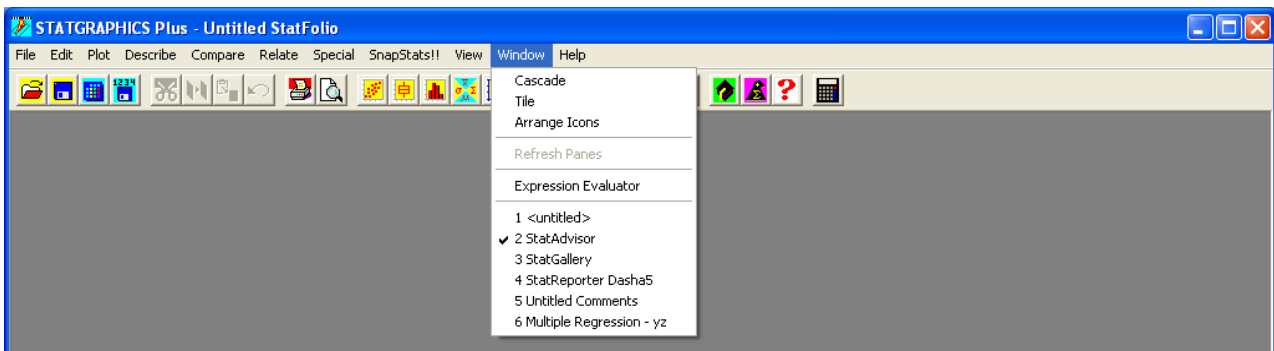 STATGRAPHICS Plus - Untitled StatFolio
File Edit Plot Describe Compare Relate Special SnapStats!! View Window Help
1234
Cascade
Tile
Arrange Icons
Refresh Panes
Expression Evaluator
1 <untitled>
2 StatAdvisor
3 StatGallery
4 StatReporter Dasha5
5 Untitled Comments
6 Multiple Regression - yz